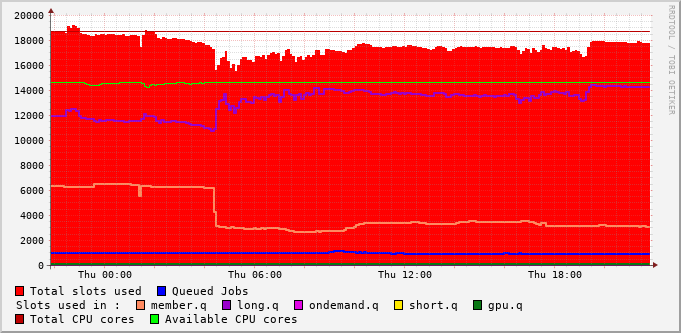 RRDTOOL / TOBI OETIKER
20000
18000
16000
14000
12000
10000
8000
6000
4000
2000
0
Thu 00:00 Thu 06:00 Thu 12:00 Thu 18:00
Total slots used Queued Jobs
Slots used in : member.q long.q ondemand.q short.q gpu.q
Total CPU cores Available CPU cores